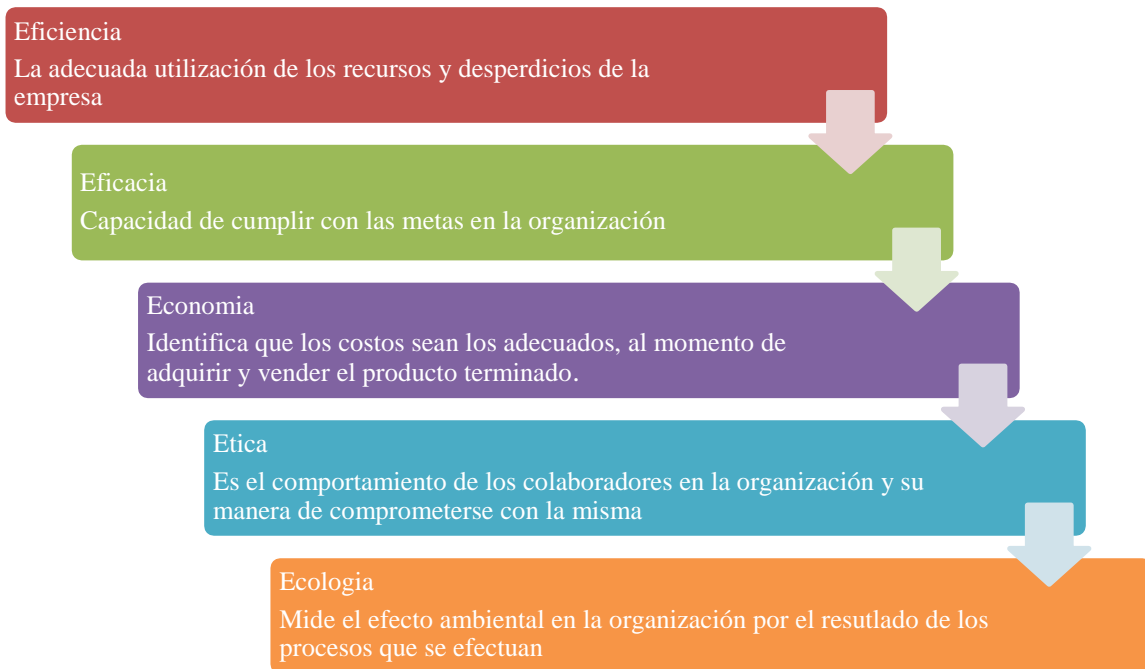 Eficiencia
La adecuada utilización de los recursos y desperdicios de la
empresa
Eficacia
Capacidad de cumplir con las metas en la organización
Economia
Identifica que los costos sean los adecuados, al momento de
adquirir y vender el producto terminado.
Etica
Es el comportamiento de los colaboradores en la organización y su
manera de comprometerse con la misma
Ecologia
Mide el efecto ambiental en la organización por el resutlado de los
procesos que se efectuan